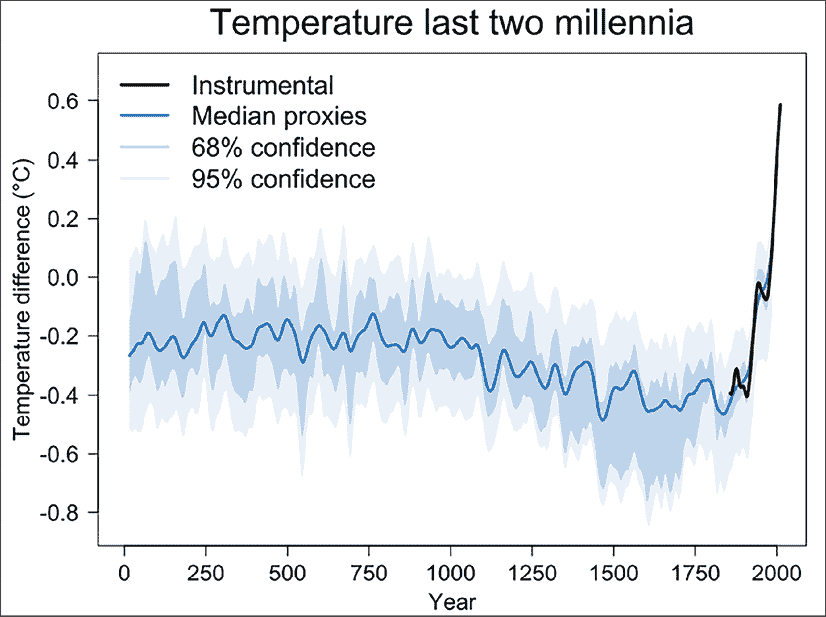 Temperature last two millennia
Instrumental
Median proxies
68% confidence
95% confidence
Temperature difference (°C)
0.6
0.4
0.2
0.0
-0.2
-0.4
-0.6
-0.8
0 250 500 750 1000 1250 1500 1750 2000
Year